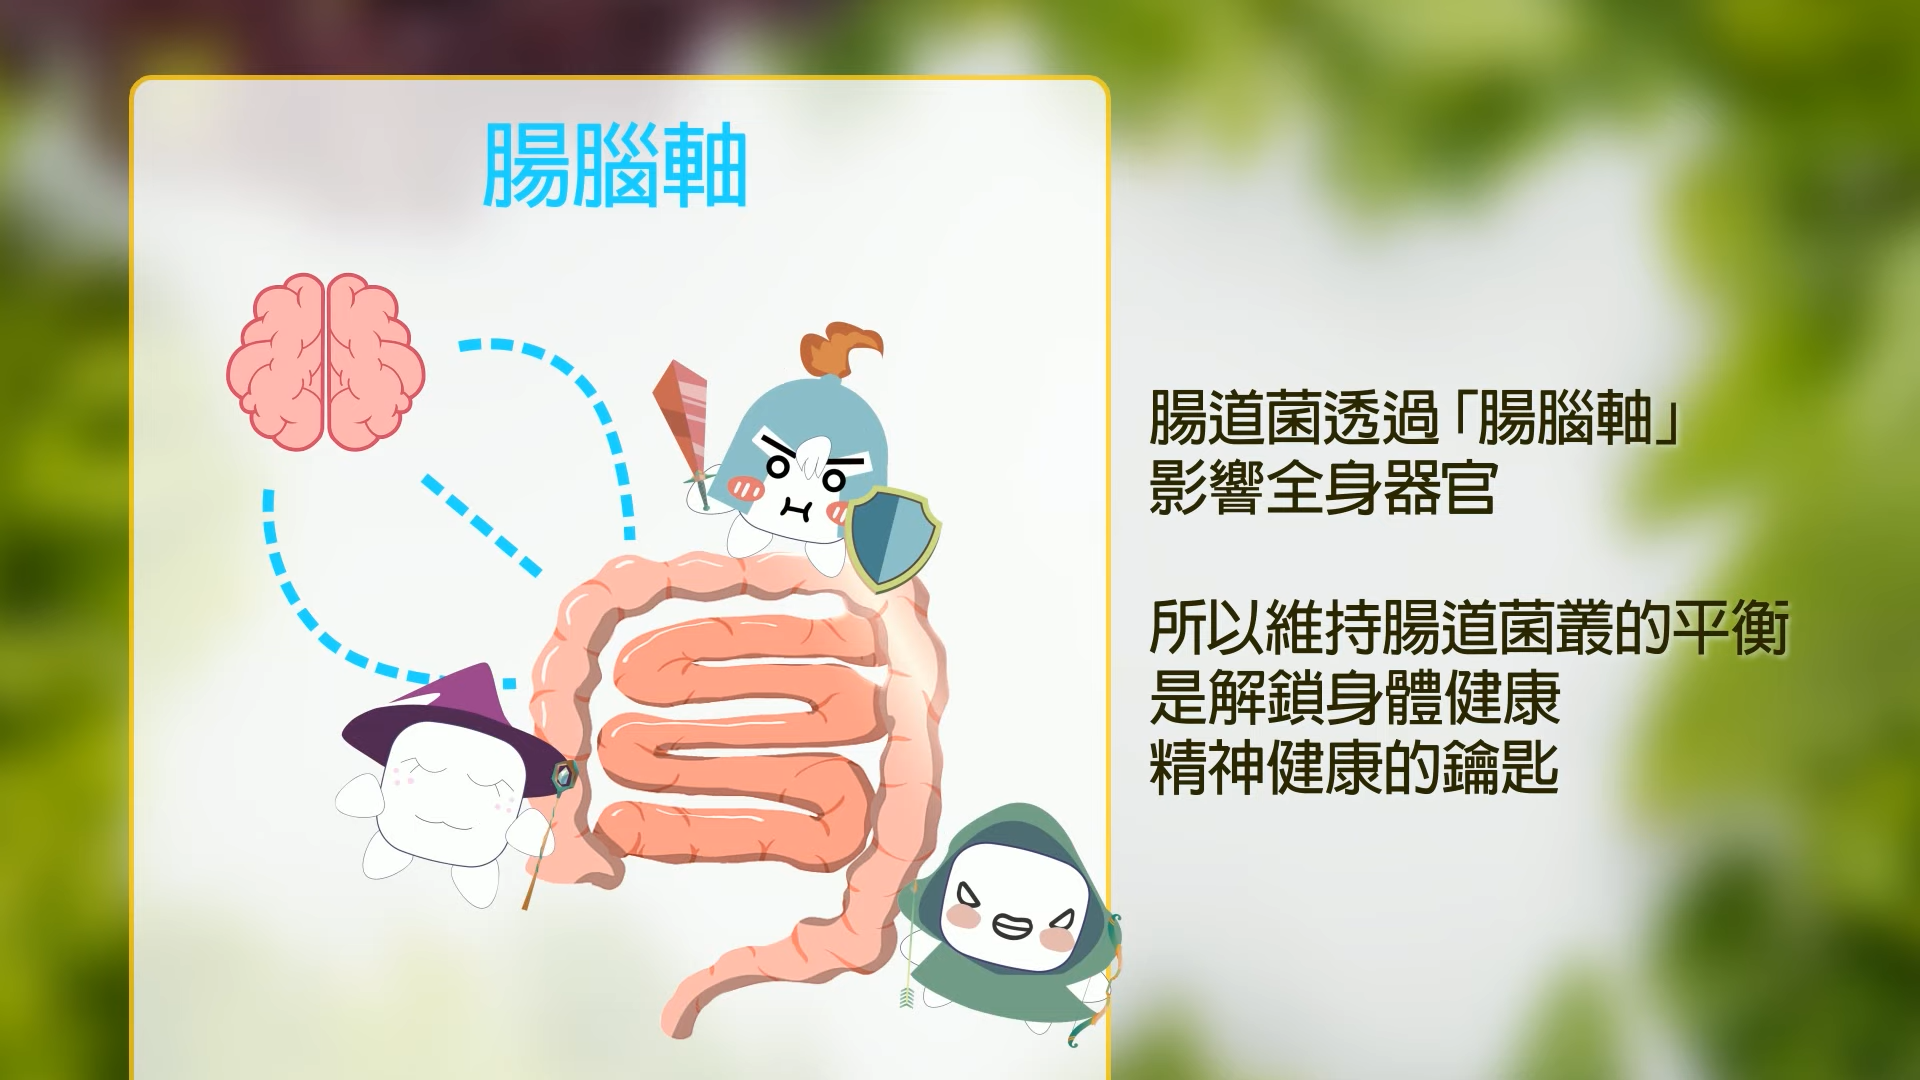 腸腦軸
腸道菌透過「腸腦軸」
影響全身器官
所以維持腸道菌叢的平衡
是解鎖身體健康
精神健康的鑰匙